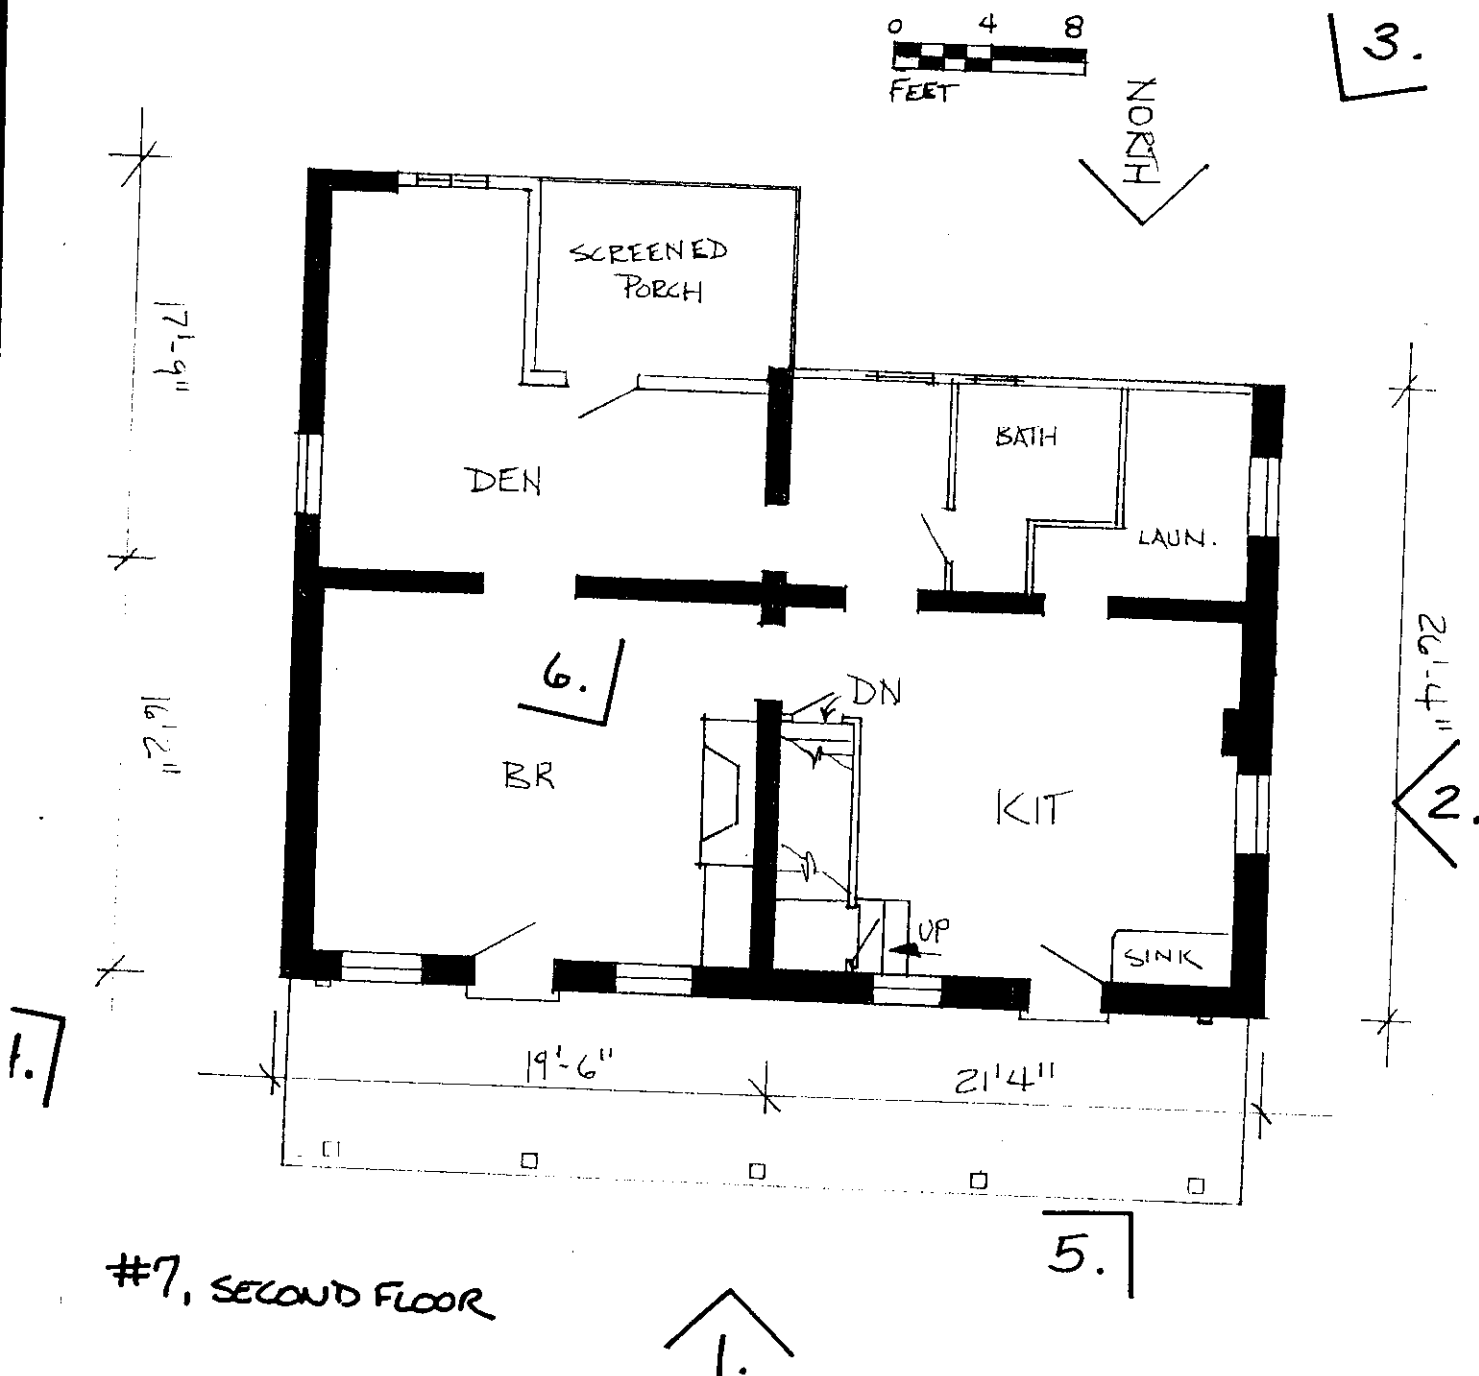 0 4 8
FEET
NORTH
3.
SCREENED
PORCH
17'-9"
BATH
DEN
LAUN.
26'-4"
6.
DN
16'2"
BR
KIT
2.
UP
SINK
1.
19'-6"
21'4"
5.
#7, SECOND FLOOR
1.